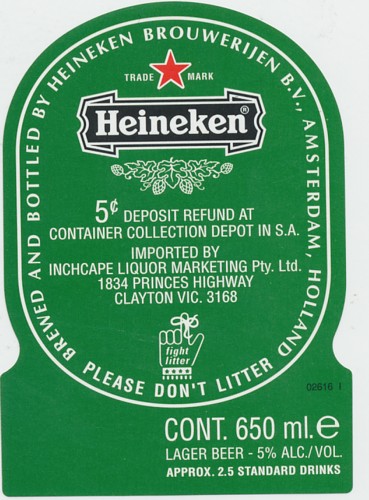 BREWED AND BOTTLED BY HEINEKEN BROUWERIJEN B.V., AMSTERDAM, HOLLAND
TRADE MARK
Heineken®
5¢ DEPOSIT REFUND AT
CONTAINER COLLECTION DEPOT IN S.A.
IMPORTED BY
INCHCAPE LIQUOR MARKETING Pty. Ltd.
1834 PRINCES HIGHWAY
CLAYTON VIC. 3168
fight
litter
PLEASE DON'T LITTER
02616 I
CONT. 650 ml.℮
LAGER BEER - 5% ALC./VOL.
APPROX. 2.5 STANDARD DRINKS